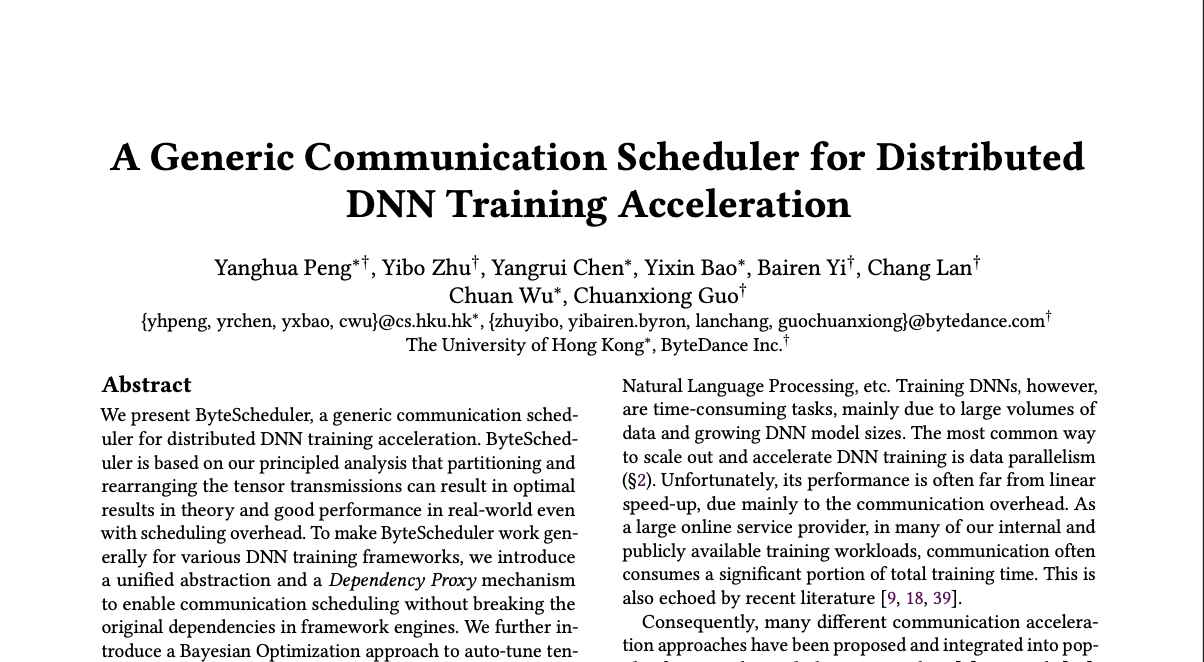 A Generic Communication Scheduler for Distributed
DNN Training Acceleration
Yanghua Peng*†, Yibo Zhu†, Yangrui Chen*, Yixin Bao*, Bairen Yi†, Chang Lan†
Chuan Wu*, Chuanxiong Guo†
{yhpeng, yrchen, yxbao, cwu}@cs.hku.hk*, {zhuyibo, yibairen.byron, lanchang, guochuanxiong}@bytedance.com†
The University of Hong Kong*, ByteDance Inc.†
Abstract
We present ByteScheduler, a generic communication sched-
uler for distributed DNN training acceleration. ByteSched-
uler is based on our principled analysis that partitioning and
rearranging the tensor transmissions can result in optimal
results in theory and good performance in real-world even
with scheduling overhead. To make ByteScheduler work gen-
erally for various DNN training frameworks, we introduce
a unified abstraction and a Dependency Proxy mechanism
to enable communication scheduling without breaking the
original dependencies in framework engines. We further in-
troduce a Bayesian Optimization approach to auto-tune ten-
Natural Language Processing, etc. Training DNNs, however,
are time-consuming tasks, mainly due to large volumes of
data and growing DNN model sizes. The most common way
to scale out and accelerate DNN training is data parallelism
(§2). Unfortunately, its performance is often far from linear
speed-up, due mainly to the communication overhead. As
a large online service provider, in many of our internal and
publicly available training workloads, communication often
consumes a significant portion of total training time. This is
also echoed by recent literature [9, 18, 39].
Consequently, many different communication accelera-
tion approaches have been proposed and integrated into pop-